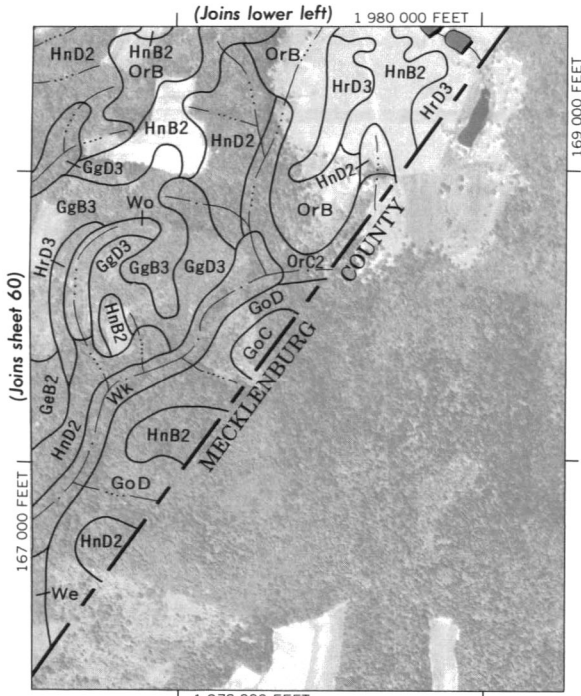 (Joins lower left)
1 980 000 FEET
169 000 FEET
HnD2
HnB2
OrB
OrB
HrD3
HnB2
HrD3
HnB2
HnD2
GgD3
HnD2
GgB3
Wo
OrB
HrD3
GgD3
GgB3
GgD3
OrC2
COUNTY
(Joins sheet 60)
HnB2
GoD
GoC
MECKLENBURG
GeB2
Wk
HnD2
HnB2
167 000 FEET
GoD
HnD2
We